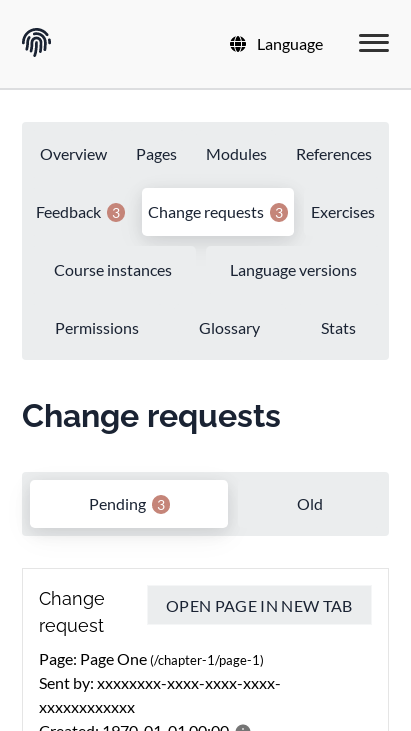 Language
Overview Pages Modules References
Feedback 3 Change requests 3 Exercises
Course instances Language versions
Permissions Glossary Stats
Change requests
Pending 3 Old
Change
request
OPEN PAGE IN NEW TAB
Page: Page One (/chapter-1/page-1)
Sent by: xxxxxxxx-xxxx-xxxx-xxxx-
xxxxxxxxxxxx
Created: 1970-01-01 00:00